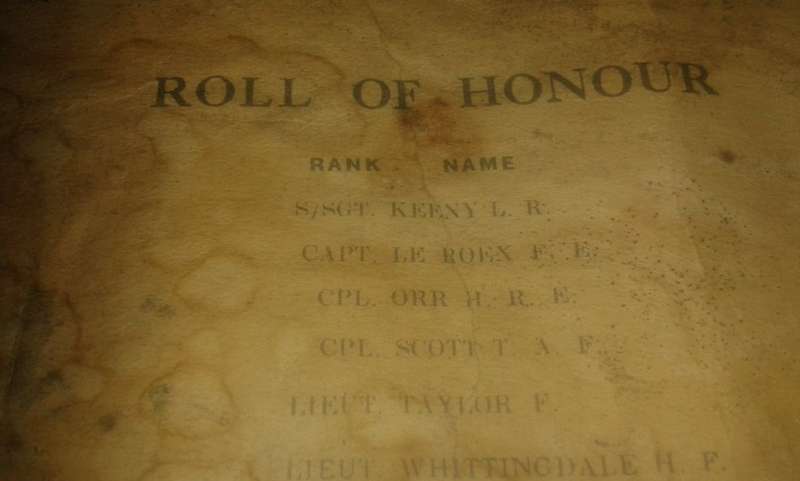 ROLL OF HONOUR
RANK. NAME
S/SGT. KEENY L. R.
CAPT. LE ROEX F. E.
CPL. ORR H. R. E.
CPL. SCOTT T. A. F.
LIEUT. TAYLOR F.
LIEUT. WHITTINGDALE H. F.